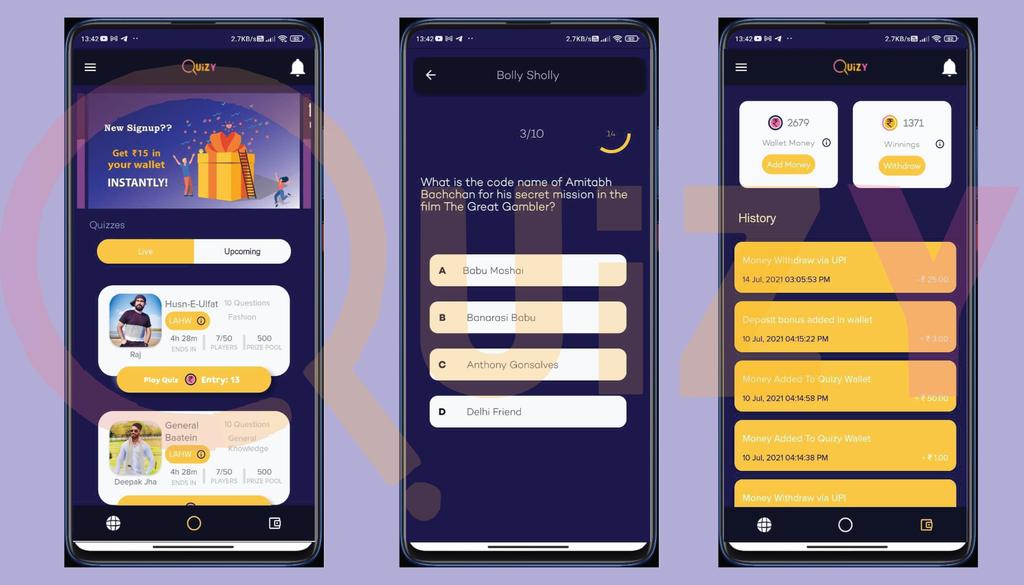 13:42
2.7KB/s
QUiZY
New Signup??
Get ₹15 in
your wallet
INSTANTLY!
Quizzes
Live
Upcoming
Husn-E-Ulfat
10 Questions
LAHW
Fashion
4h 28m
7/50
500
ENDS IN
PLAYERS
PRIZE POOL
Raj
Play Quiz
Entry: 13
General
Baatein
10 Questions
General
Knowledge
LAHW
4h 28m
7/50
500
ENDS IN
PLAYERS
PRIZE POOL
Deepak Jha
13:42
2.7KB/s
Bolly Sholly
3/10
14
What is the code name of Amitabh
Bachchan for his secret mission in the
film The Great Gambler?
A Babu Moshai
B Banarasi Babu
C Anthony Gonsalves
D Delhi Friend
13:42
2.7KB/s
QUiZY
2679
Wallet Money
Add Money
1371
Winnings
Withdrow
History
Money Withdraw via UPI
14 Jul, 2021 03:05:53 PM
- ₹ 25.00
Deposit bonus added in wallet
10 Jul, 2021 04:15:22 PM
+ ₹ 3.00
Money Added To Quizy Wallet
10 Jul, 2021 04:14:58 PM
+ ₹ 50.00
Money Added To Quizy Wallet
10 Jul, 2021 04:14:38 PM
+ ₹ 1.00
Money Withdraw via UPI
QUiZY